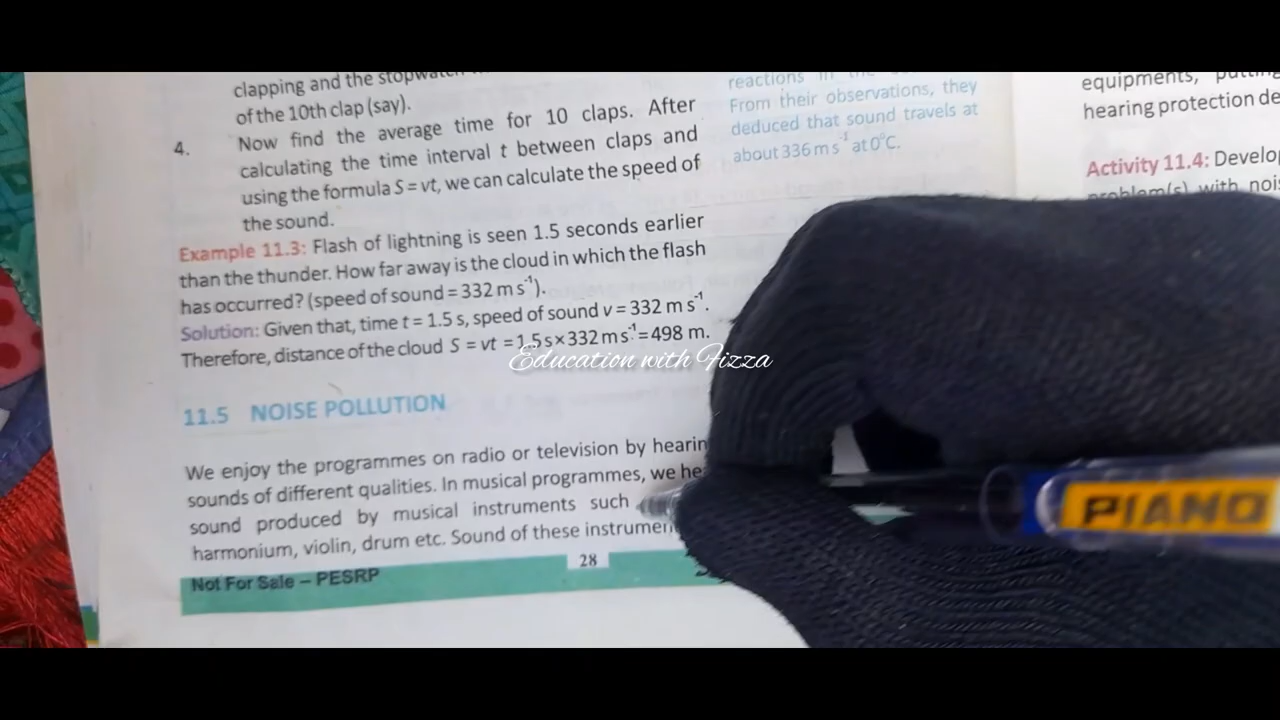 clapping and the stopwatch
of the 10th clap (say).
4. Now find the average time for 10 claps. After
calculating the time interval t between claps and
using the formula S = vt, we can calculate the speed of
the sound.
Example 11.3: Flash of lightning is seen 1.5 seconds earlier
than the thunder. How far away is the cloud in which the flash
has occurred? (speed of sound = 332 m s⁻¹).
Solution: Given that, time t = 1.5 s, speed of sound v = 332 m s⁻¹.
Therefore, distance of the cloud S = vt = 1.5 s × 332 m s⁻¹ = 498 m.
Education with Fizza
11.5 NOISE POLLUTION
We enjoy the programmes on radio or television by hearin
sounds of different qualities. In musical programmes, we he
sound produced by musical instruments such
harmonium, violin, drum etc. Sound of these instrumen
28
Not For Sale – PESRP
reactions in the
From their observations, they
deduced that sound travels at
about 336 m s⁻¹ at 0°C.
equipments, putting
hearing protection de
Activity 11.4: Develop
problem(s) with nois
PIANO